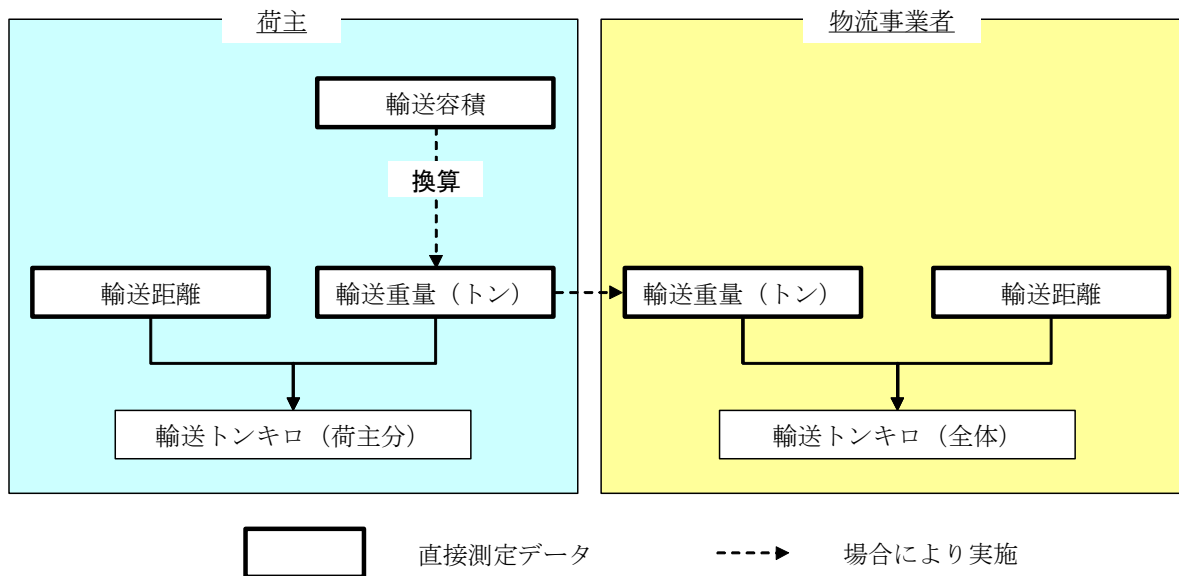 荷主
物流事業者
輸送容積
換算
輸送距離
輸送重量（トン）
輸送重量（トン）
輸送距離
輸送トンキロ（荷主分）
輸送トンキロ（全体）
直接測定データ
場合により実施